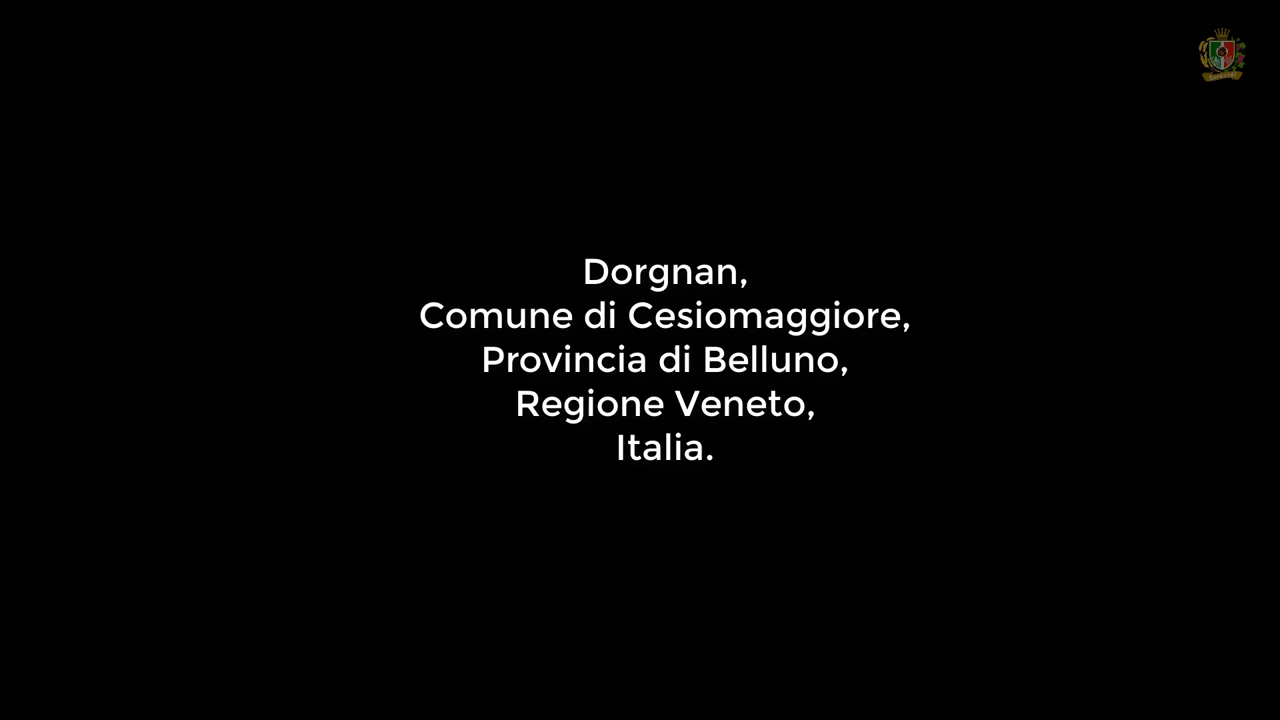 Dorgnan,
Comune di Cesiomaggiore,
Provincia di Belluno,
Regione Veneto,
Italia.